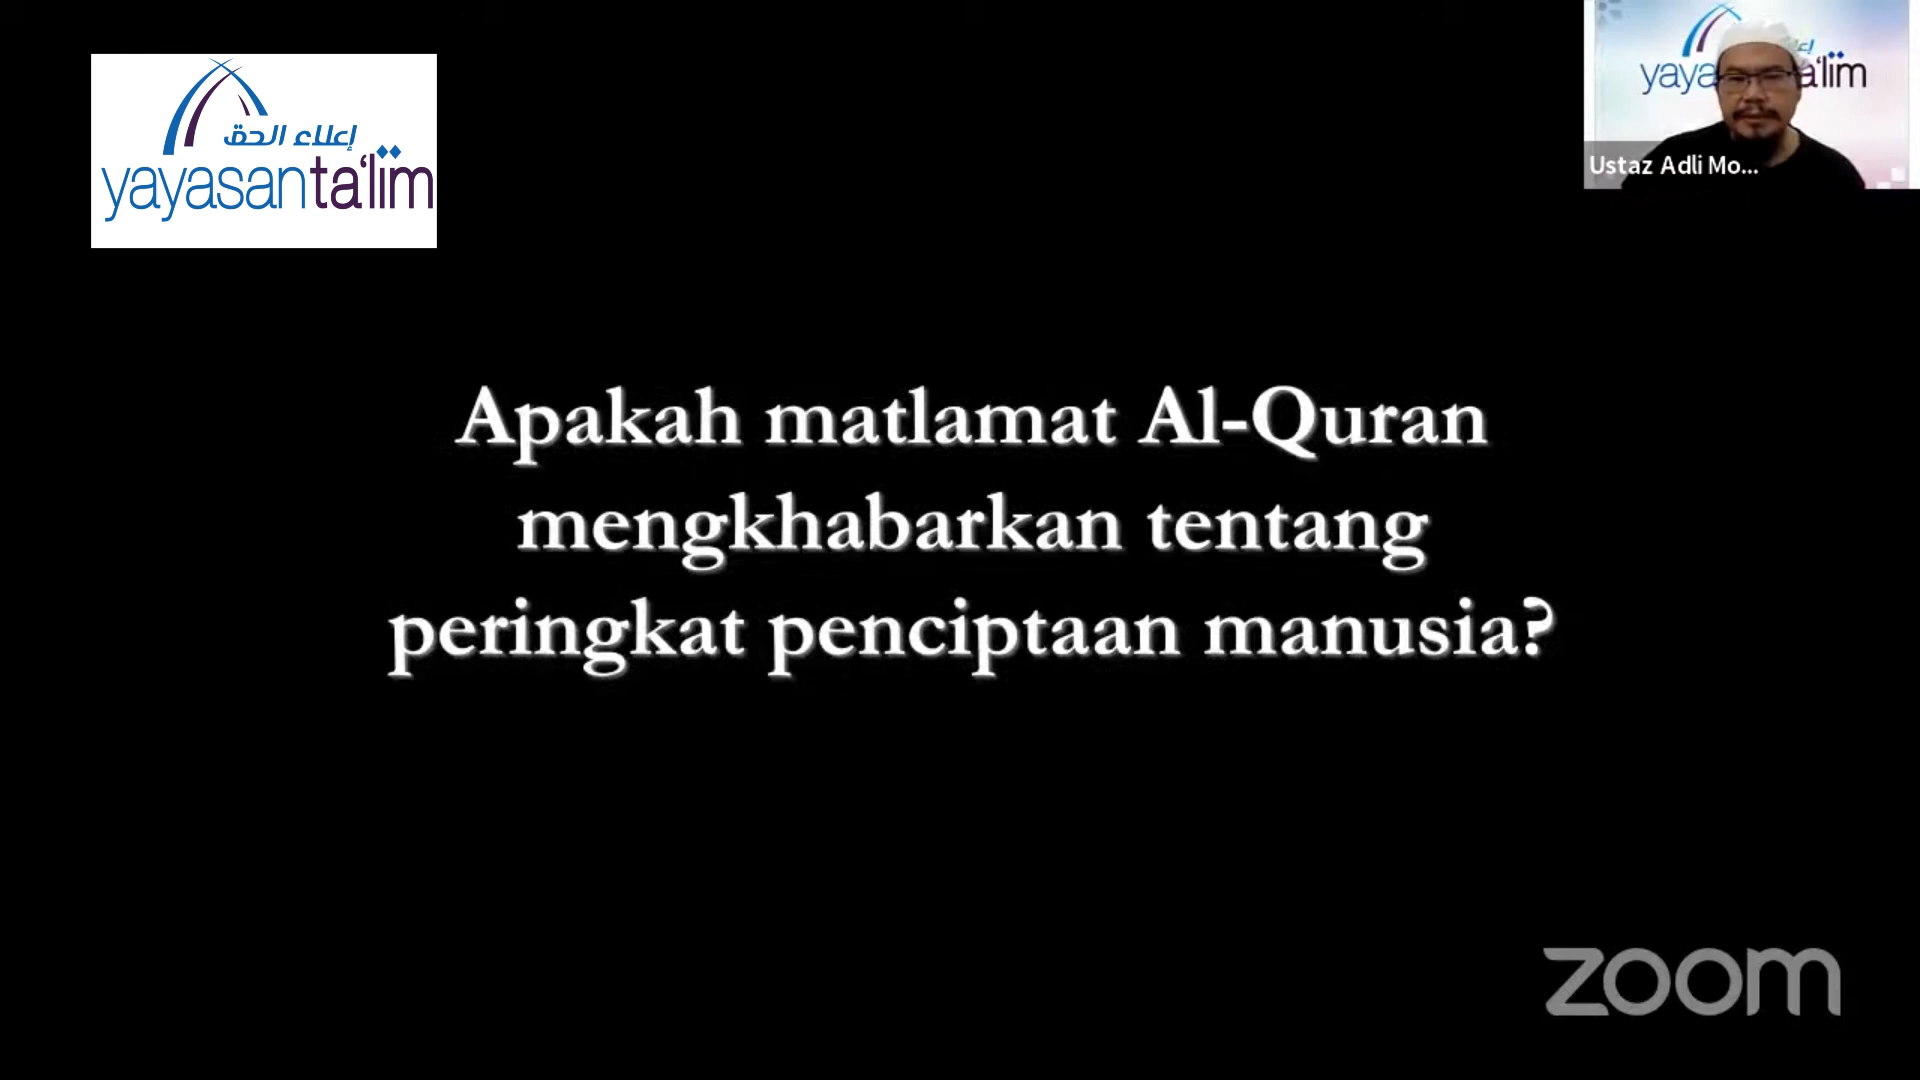 إعلاء الحق
yayasanta'lim
Ustaz Adli Mo...
Apakah matlamat Al-Quran
mengkhabarkan tentang
peringkat penciptaan manusia?
zoom